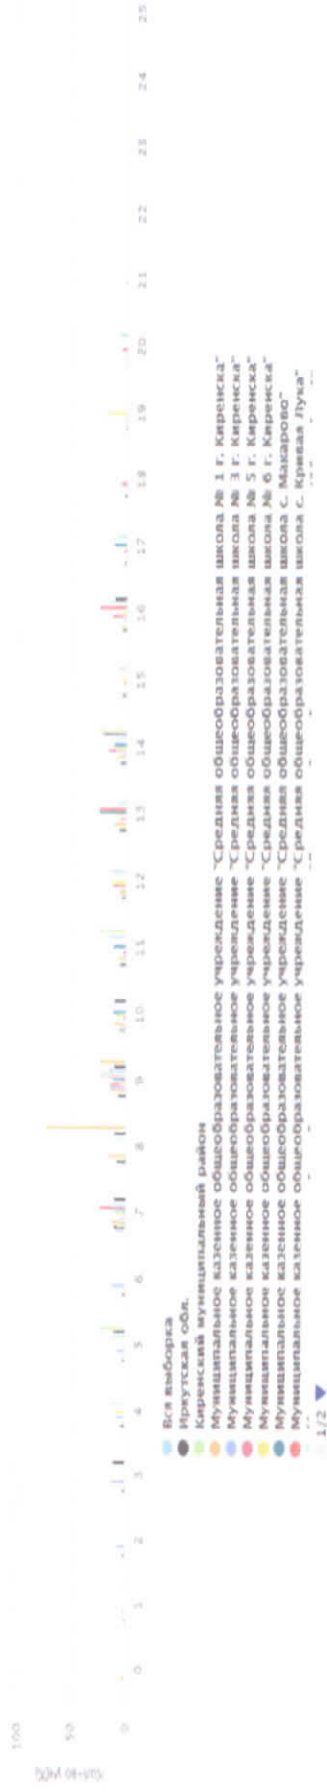 100
50
0
0 1 2 3 4 5 6 7 8 9 10 11 12 13 14 15 16 17 18 19 20 21 22 23 24 25
Вся выборка
Иркутская обл.
Киренский муниципальный район
Муниципальное казенное общеобразовательное учреждение "Средняя общеобразовательная школа № 1 г. Киренска"
Муниципальное казенное общеобразовательное учреждение "Средняя общеобразовательная школа № 3 г. Киренска"
Муниципальное казенное общеобразовательное учреждение "Средняя общеобразовательная школа № 5 г. Киренска"
Муниципальное казенное общеобразовательное учреждение "Средняя общеобразовательная школа № 6 г. Киренска"
Муниципальное казенное общеобразовательное учреждение "Средняя общеобразовательная школа с. Макарово"
Муниципальное казенное общеобразовательное учреждение "Средняя общеобразовательная школа с. Кривая Лука"
1/2